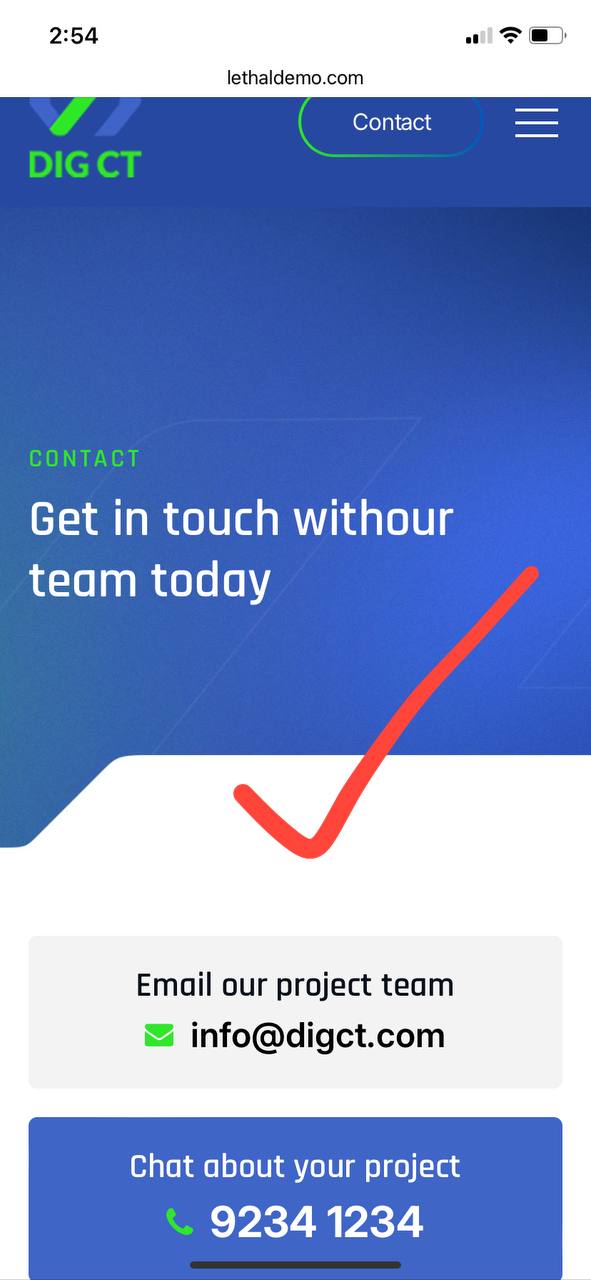 2:54
lethaldemo.com
DIG CT
Contact
CONTACT
Get in touch withour
team today
Email our project team
info@digct.com
Chat about your project
9234 1234